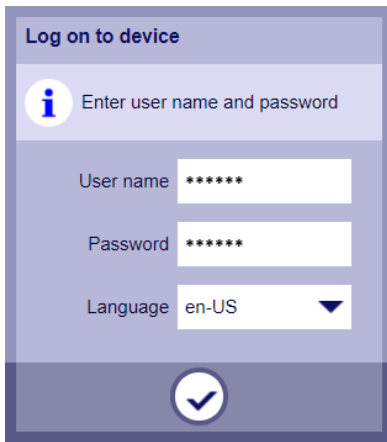 Log on to device
Enter user name and password
User name ******
Password ******
Language en-US